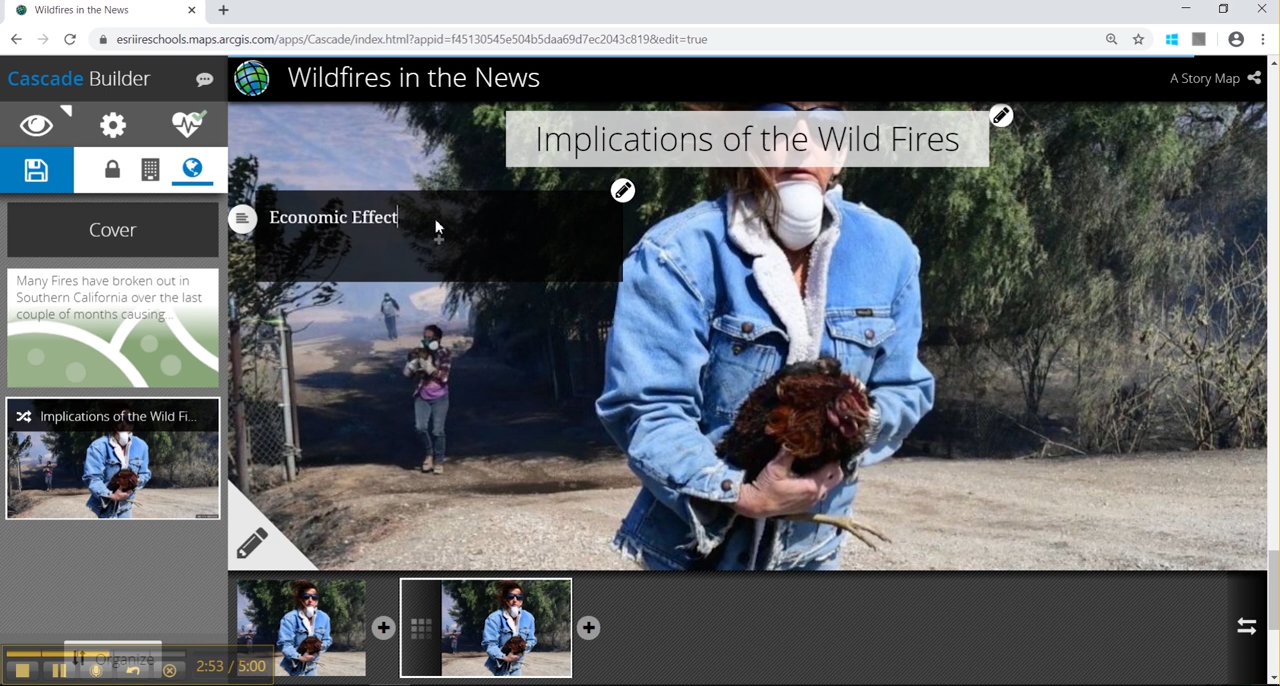 Wildfires in the News
esriireschools.maps.arcgis.com/apps/Cascade/index.html?appid=f45130545e504b5daa69d7ec2043c819&edit=true
Cascade Builder
Wildfires in the News
A Story Map
Implications of the Wild Fires
Economic Effect
Cover
Many Fires have broken out in
Southern California over the last
couple of months causing...
Implications of the Wild Fi...
Organize
2:53 / 5:00